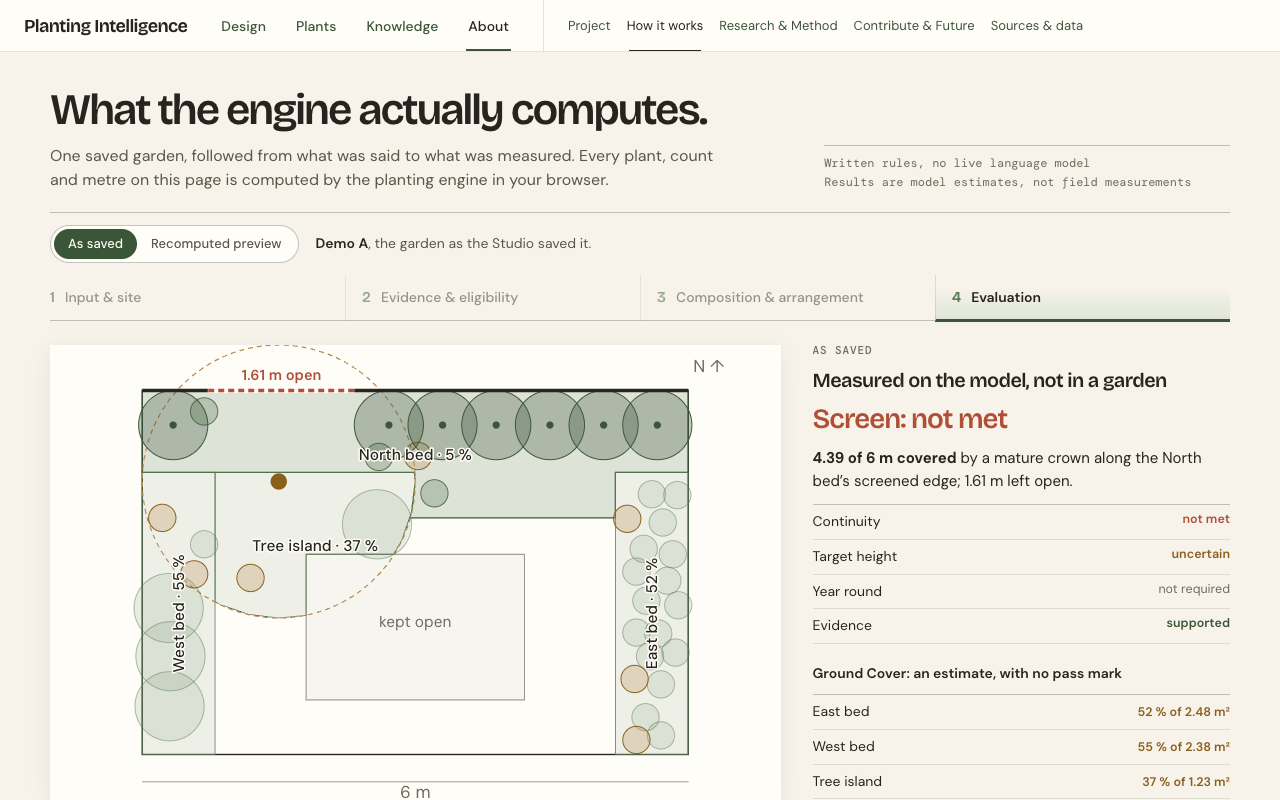 Planting Intelligence
Design
Plants
Knowledge
About
Project
How it works
Research & Method
Contribute & Future
Sources & data
What the engine actually computes.
One saved garden, followed from what was said to what was measured. Every plant, count
and metre on this page is computed by the planting engine in your browser.
Written rules, no live language model
Results are model estimates, not field measurements
As saved
Recomputed preview
Demo A, the garden as the Studio saved it.
1 Input & site
2 Evidence & eligibility
3 Composition & arrangement
4 Evaluation
N ↑
1.61 m open
North bed · 5 %
Tree island · 37 %
West bed · 55 %
East bed · 52 %
kept open
6 m
AS SAVED
Measured on the model, not in a garden
Screen: not met
4.39 of 6 m covered by a mature crown along the North
bed’s screened edge; 1.61 m left open.
Continuity not met
Target height uncertain
Year round not required
Evidence supported
Ground Cover: an estimate, with no pass mark
East bed 52 % of 2.48 m²
West bed 55 % of 2.38 m²
Tree island 37 % of 1.23 m²